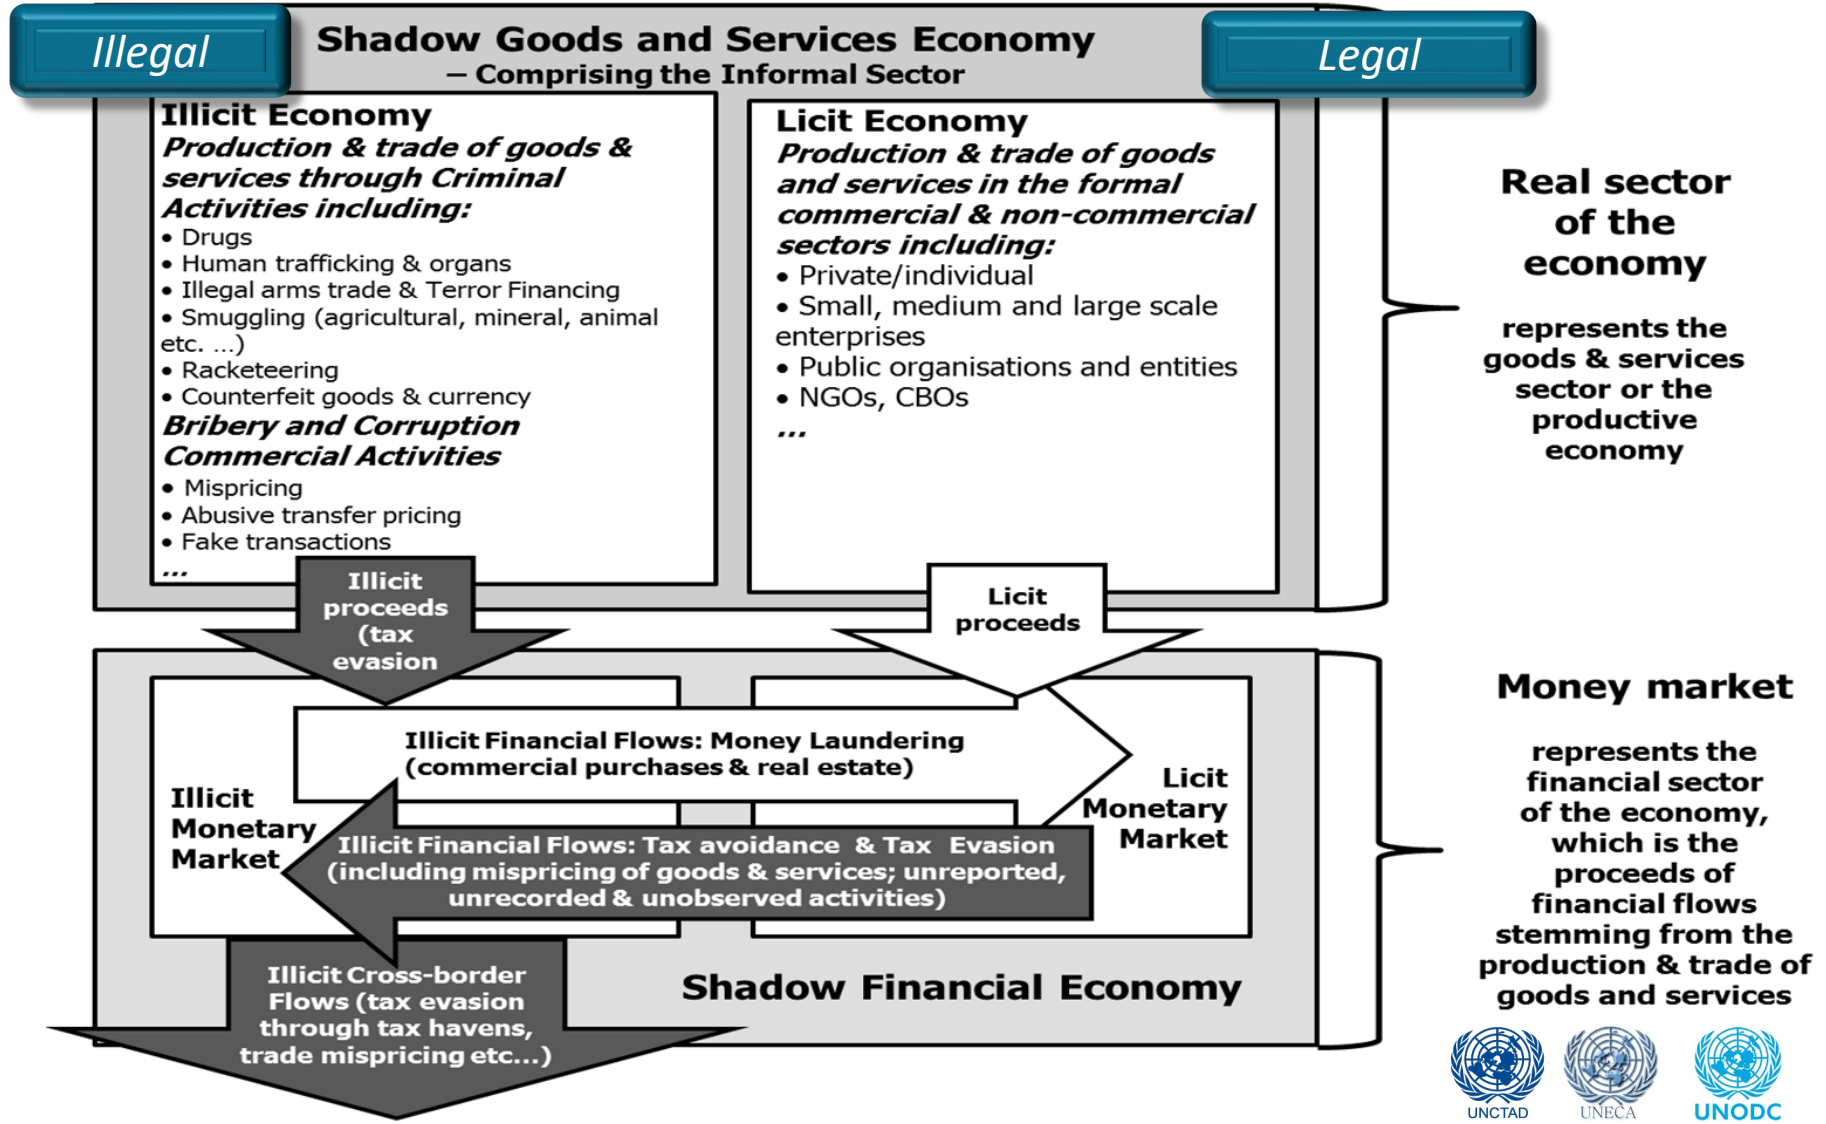 Illegal
Shadow Goods and Services Economy
– Comprising the Informal Sector
Legal
Illicit Economy
Production & trade of goods &
services through Criminal
Activities including:
• Drugs
• Human trafficking & organs
• Illegal arms trade & Terror Financing
• Smuggling (agricultural, mineral, animal
etc. ...)
• Racketeering
• Counterfeit goods & currency
Bribery and Corruption
Commercial Activities
• Mispricing
• Abusive transfer pricing
• Fake transactions
...
Licit Economy
Production & trade of goods
and services in the formal
commercial & non-commercial
sectors including:
• Private/individual
• Small, medium and large scale
enterprises
• Public organisations and entities
• NGOs, CBOs
...
Real sector
of the
economy
represents the
goods & services
sector or the
productive
economy
Illicit
proceeds
(tax
evasion
Licit
proceeds
Illicit Financial Flows: Money Laundering
(commercial purchases & real estate)
Illicit
Monetary
Market
Licit
Monetary
Market
Illicit Financial Flows: Tax avoidance & Tax Evasion
(including mispricing of goods & services; unreported,
unrecorded & unobserved activities)
Illicit Cross-border
Flows (tax evasion
through tax havens,
trade mispricing etc...)
Shadow Financial Economy
Money market
represents the
financial sector
of the economy,
which is the
proceeds of
financial flows
stemming from the
production & trade of
goods and services
UNCTAD
UNECA
UNODC